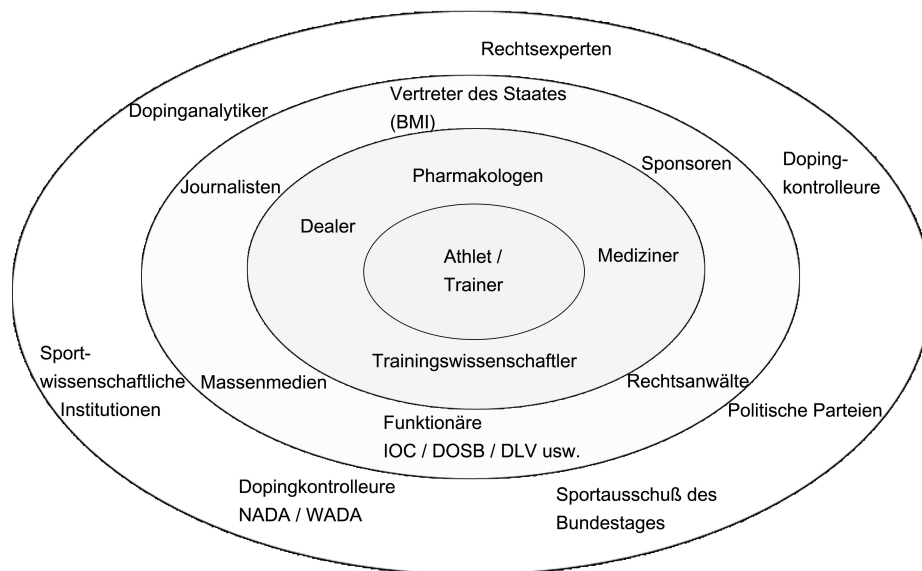 Rechtsexperten
Dopinganalytiker
Vertreter des Staates
(BMI)
Journalisten
Sponsoren
Doping-
kontrolleure
Pharmakologen
Dealer
Mediziner
Athlet /
Trainer
Sport-
wissenschaftliche
Institutionen
Trainingswissenschaftler
Massenmedien
Rechtsanwälte
Politische Parteien
Funktionäre
IOC / DOSB / DLV usw.
Dopingkontrolleure
NADA / WADA
Sportausschuß des
Bundestages